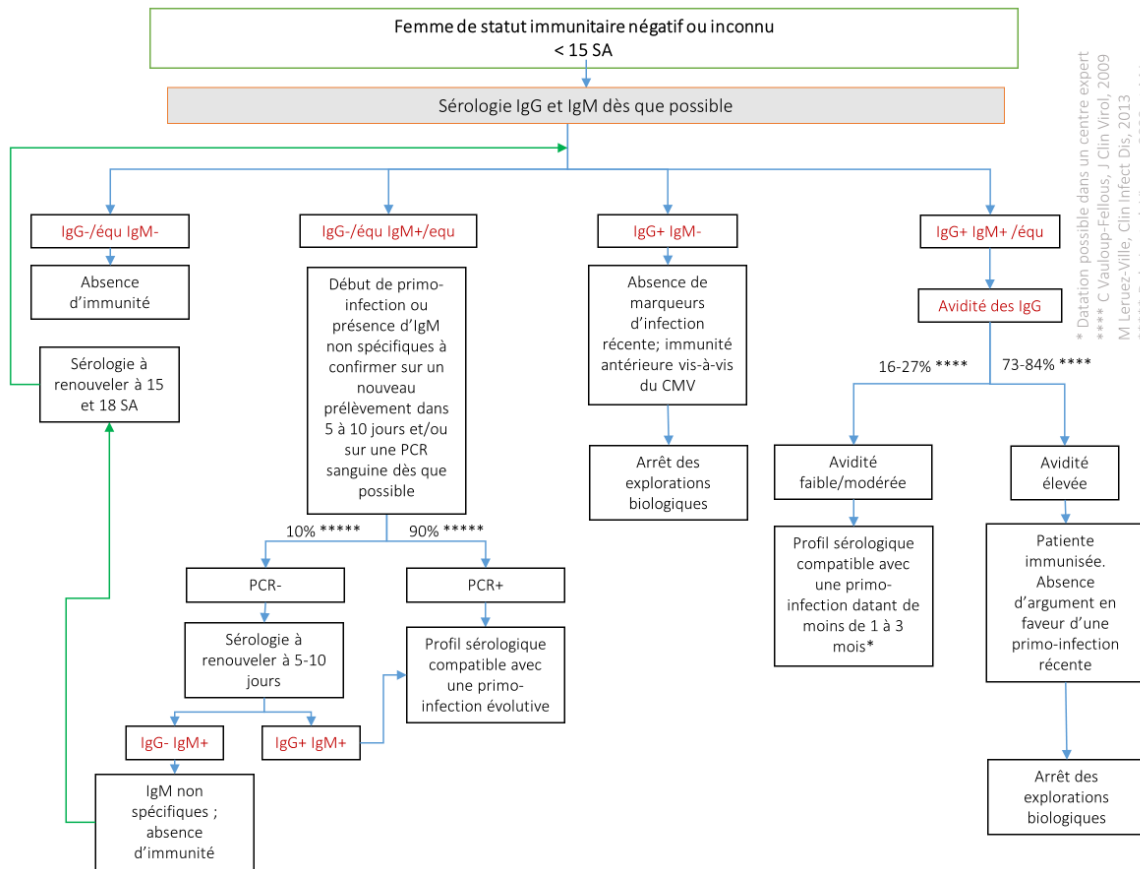 Femme de statut immunitaire négatif ou inconnu
< 15 SA
Sérologie IgG et IgM dès que possible
IgG-/équ IgM-
IgG-/équ IgM+/equ
IgG+ IgM-
IgG+ IgM+ /équ
Absence
d'immunité
Début de primo-
infection ou
présence d'IgM
non spécifiques à
confirmer sur un
nouveau
prélèvement dans
5 à 10 jours et/ou
sur une PCR
sanguine dès que
possible
Absence de
marqueurs
d'infection
récente; immunité
antérieure vis-à-vis
du CMV
Avidité des IgG
Sérologie à
renouveler à 15
et 18 SA
16-27% ****
73-84% ****
Arrêt des
explorations
biologiques
Avidité
faible/modérée
Avidité
élevée
10% *****
90% *****
PCR-
PCR+
Profil sérologique
compatible avec
une primo-
infection datant de
moins de 1 à 3
mois*
Patiente
immunisée.
Absence
d'argument en
faveur d'une
primo-infection
récente
Sérologie à
renouveler à 5-10
jours
Profil sérologique
compatible avec
une primo-
infection évolutive
IgG- IgM+
IgG+ IgM+
IgM non
spécifiques ;
absence
d'immunité
Arrêt des
explorations
biologiques
* Datation possible dans un centre expert
**** C Vauloup-Fellous, J Clin Virol, 2009
M Leruez-Ville, Clin Infect Dis, 2013